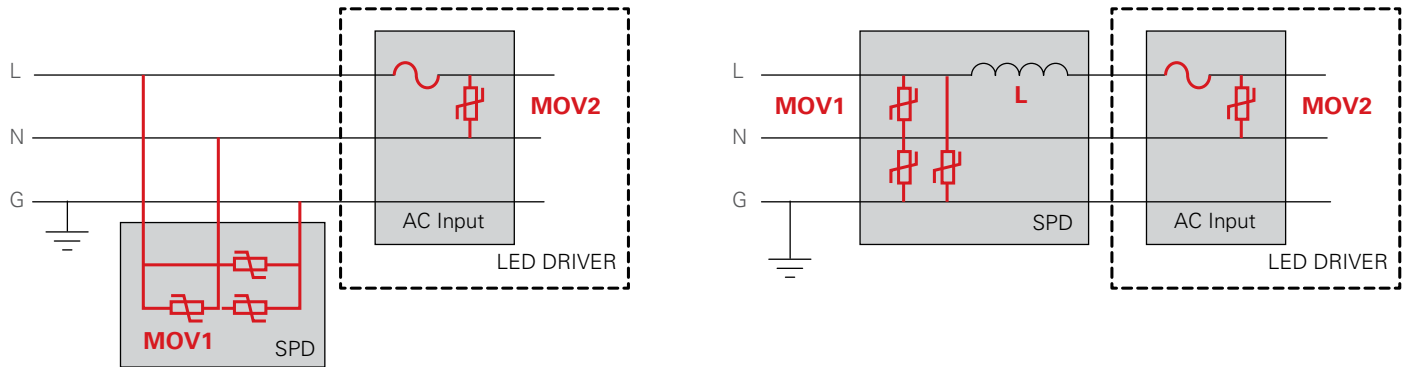 L
N
G
MOV2
AC Input
LED DRIVER
MOV1
SPD
L
N
G
MOV1
L
MOV2
SPD
AC Input
LED DRIVER